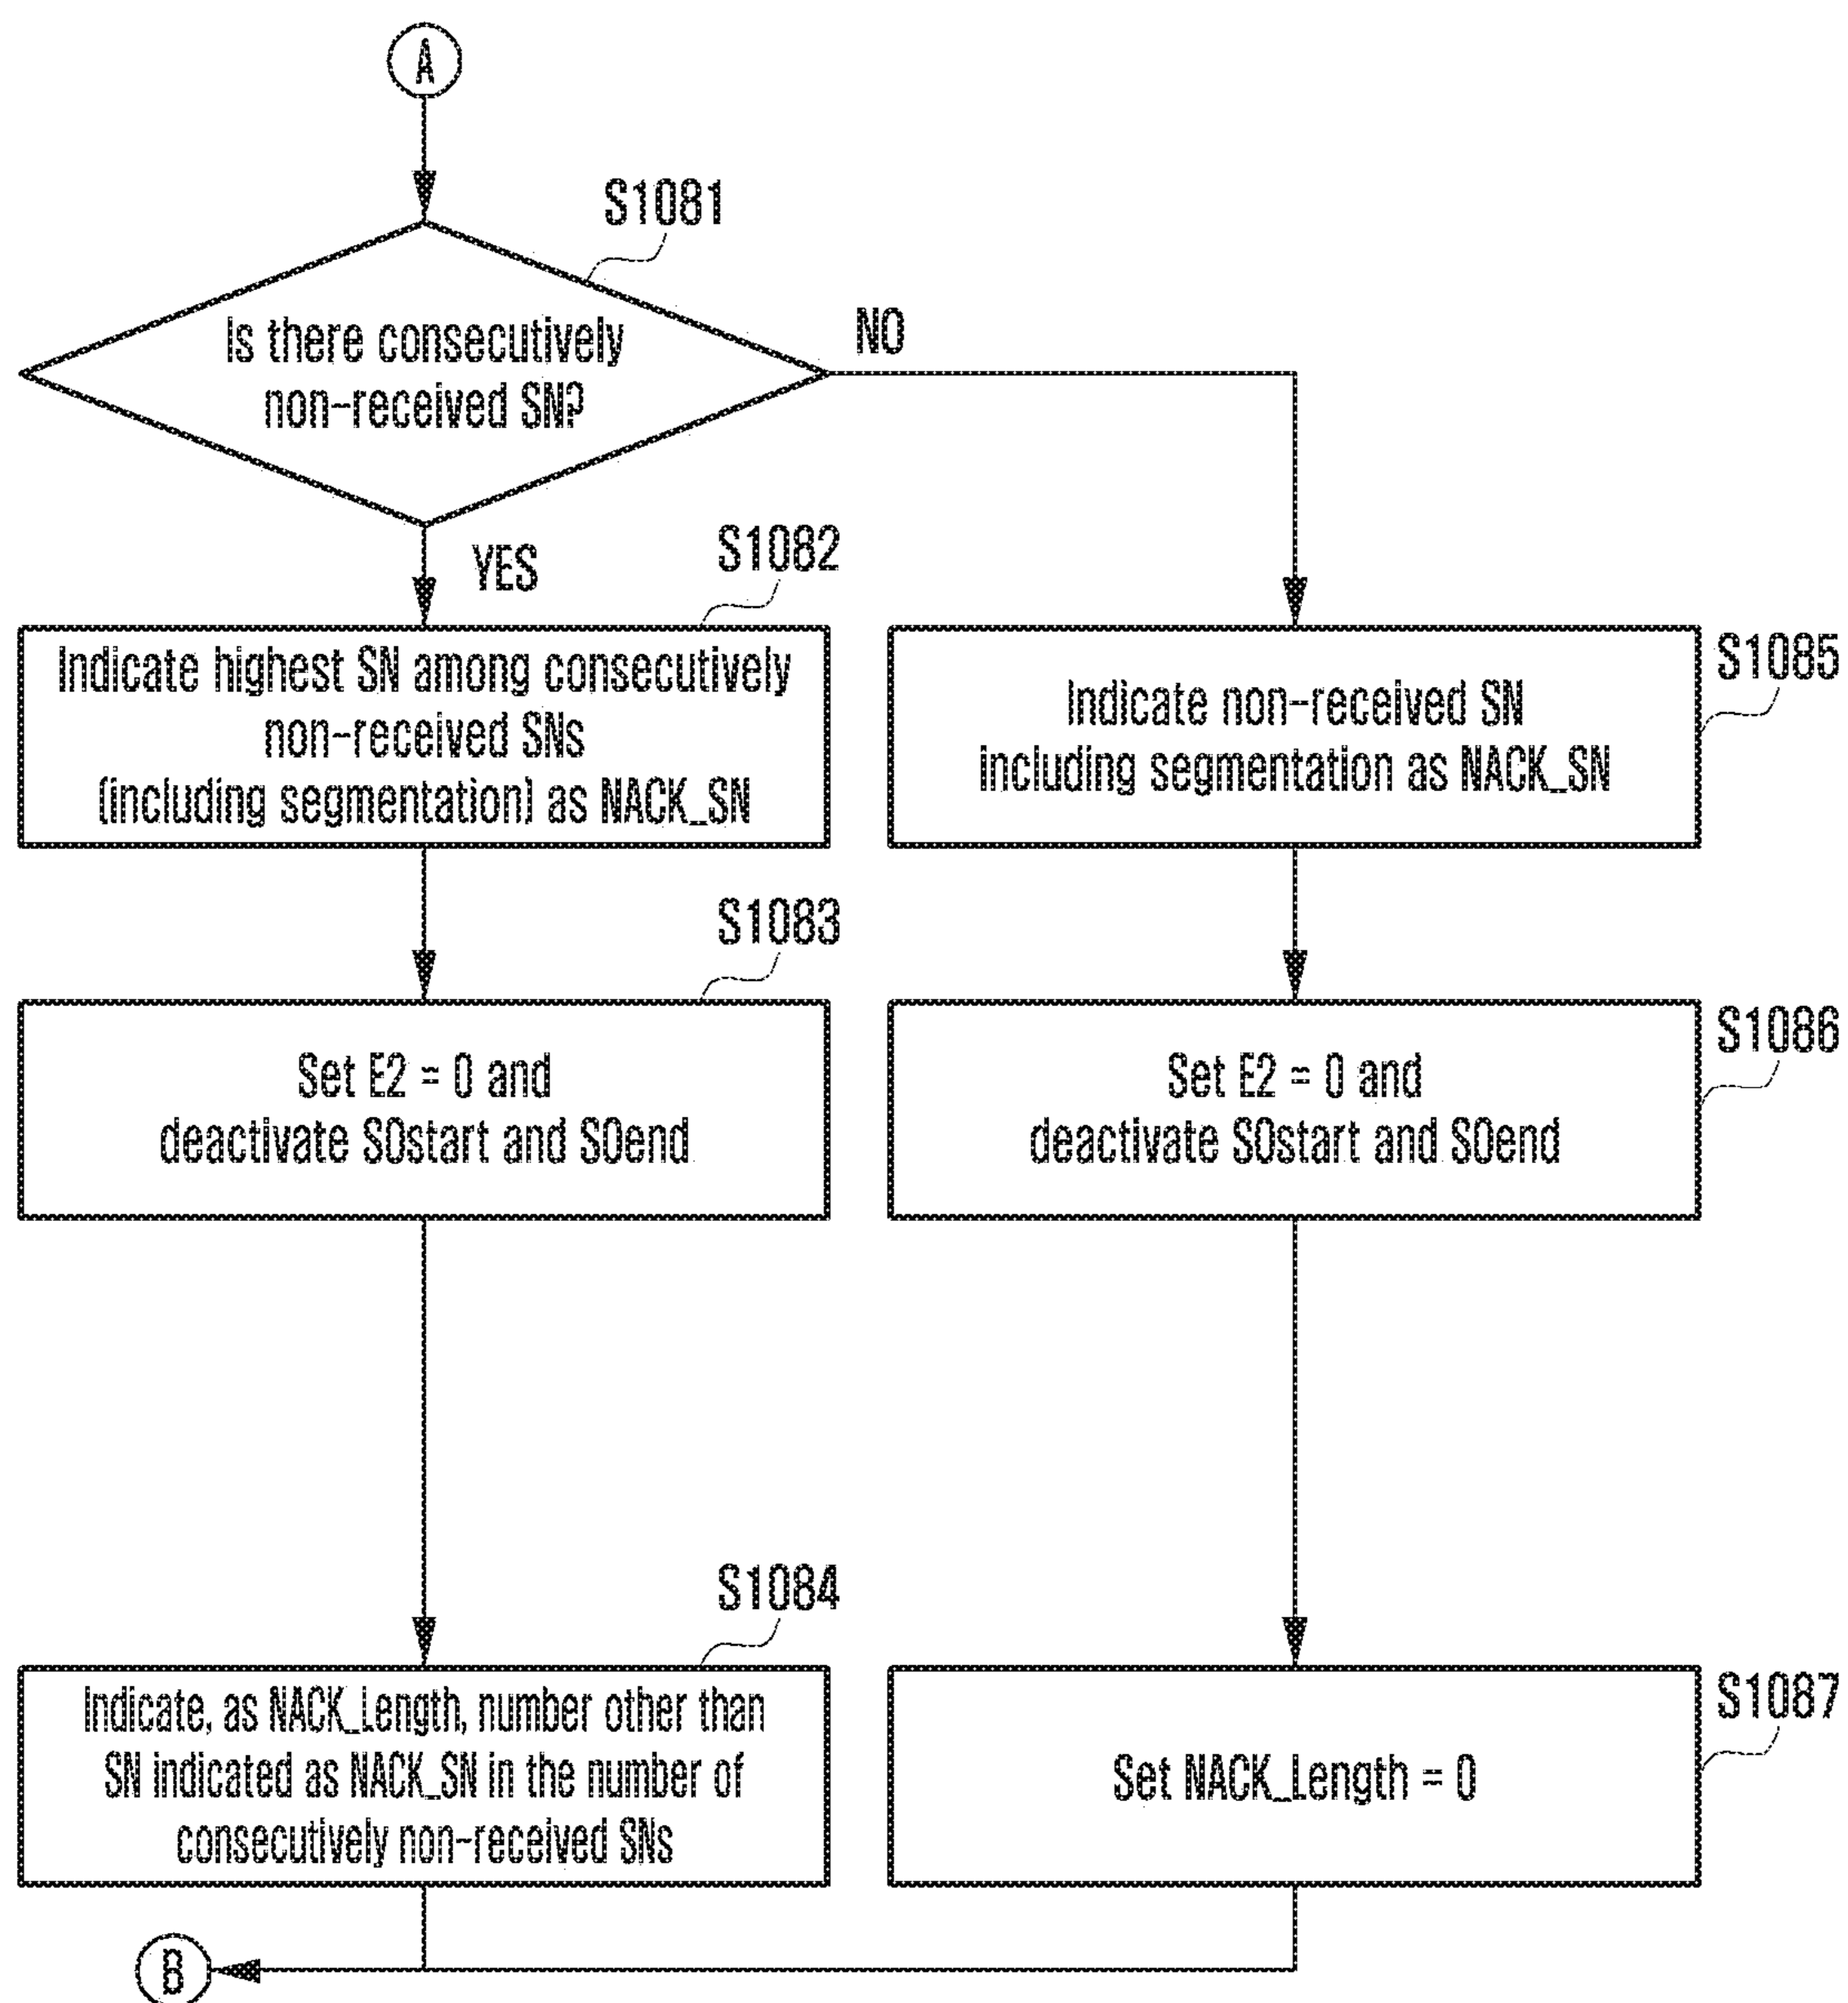 A
S1081
Is there consecutively
non-received SN?
NO
YES
S1082
Indicate highest SN among consecutively
non-received SNs
(including segmentation) as NACK_SN
S1085
Indicate non-received SN
including segmentation as NACK_SN
S1083
Set E2 = 0 and
deactivate SOstart and SOend
S1086
Set E2 = 0 and
deactivate SOstart and SOend
S1084
Indicate, as NACK_Length, number other than
SN indicated as NACK_SN in the number of
consecutively non-received SNs
S1087
Set NACK_Length = 0
B